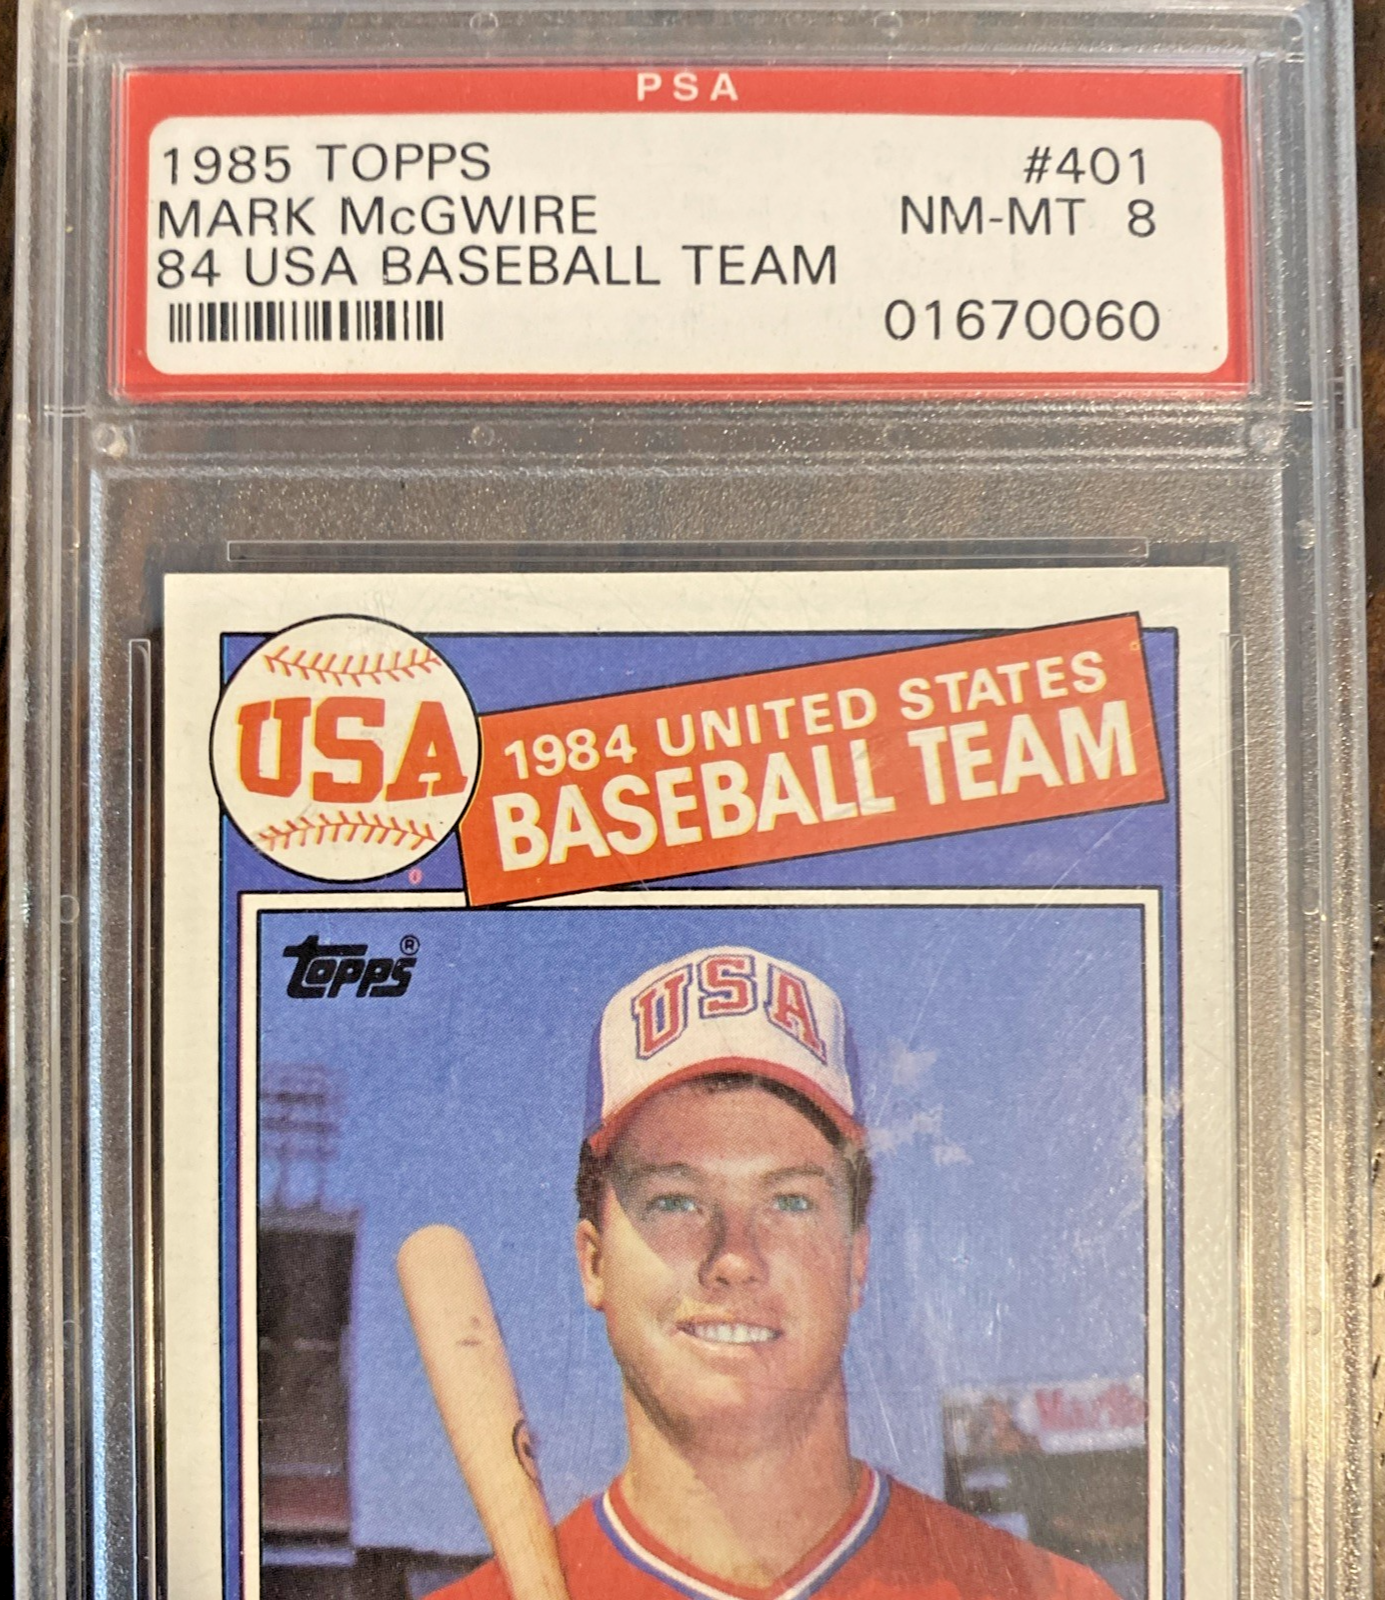 PSA
1985 TOPPS #401
MARK McGWIRE NM-MT 8
84 USA BASEBALL TEAM
01670060
USA
1984 UNITED STATES
BASEBALL TEAM
topps®
USA